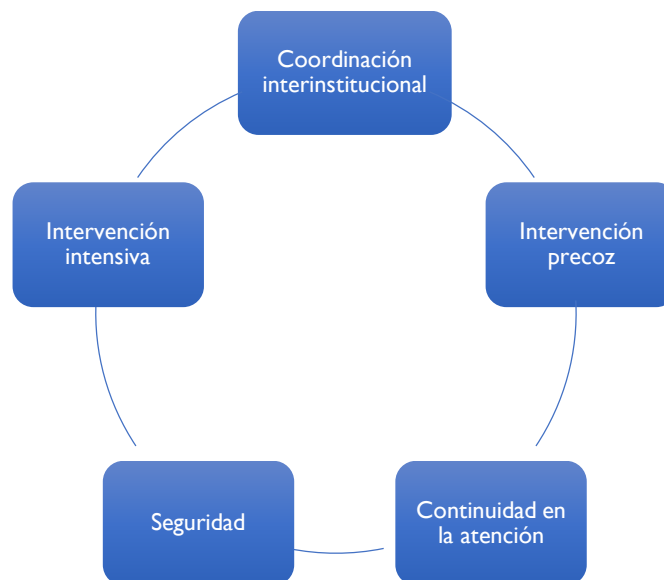 Coordinación
interinstitucional
Intervención
precoz
Continuidad en
la atención
Seguridad
Intervención
intensiva